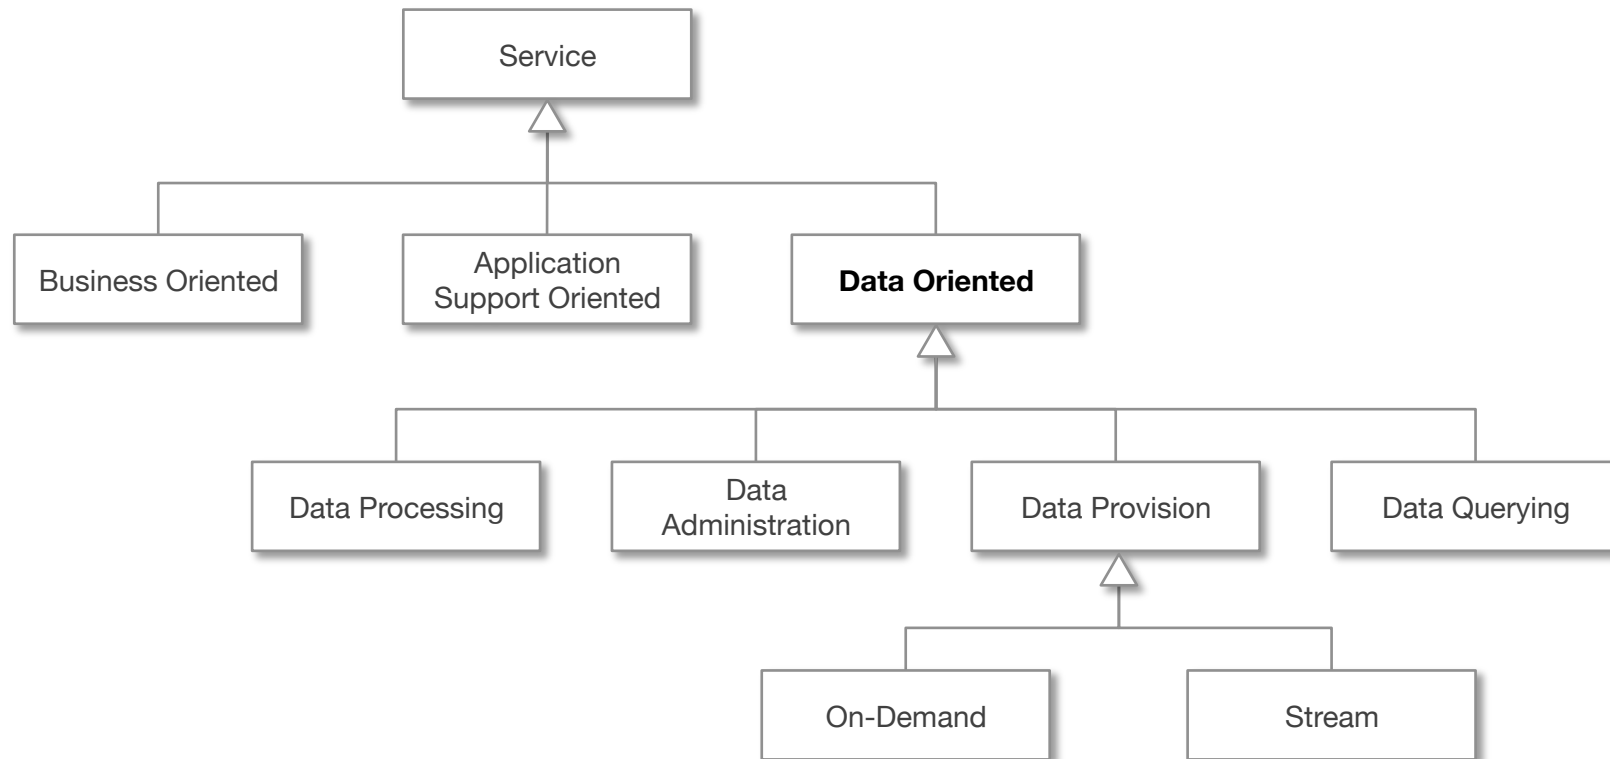 Service
Business Oriented
Application
Support Oriented
Data Oriented
Data Processing
Data
Administration
Data Provision
Data Querying
On-Demand
Stream